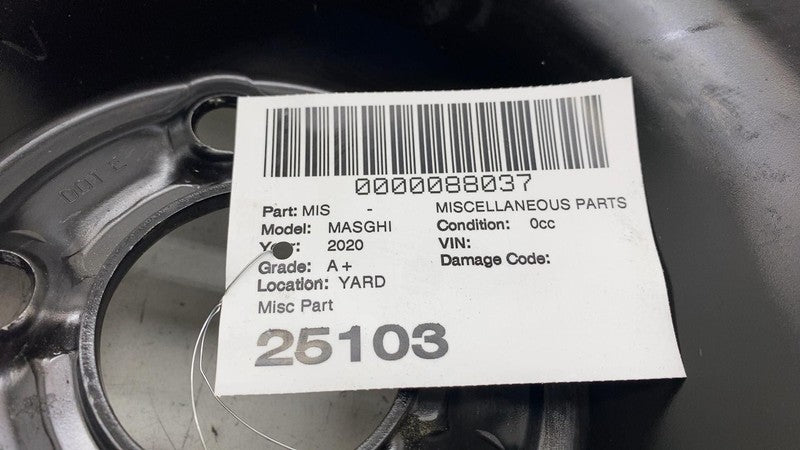 0000088037
Part: MIS - MISCELLANEOUS PARTS
Model: MASGHI Condition: 0cc
2020 VIN:
Grade: A+ Damage Code:
Location: YARD
Misc Part
25103